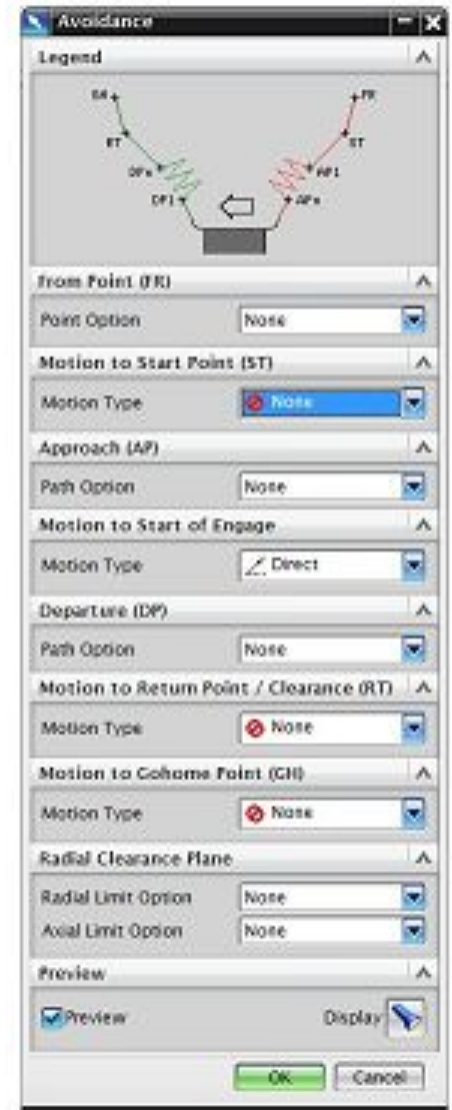 Avoidance
Legend
GH FR
RT ST
DPn AP1
DP1 APn
From Point (FR)
Point Option None
Motion to Start Point (ST)
Motion Type None
Approach (AP)
Path Option None
Motion to Start of Engage
Motion Type Direct
Departure (DP)
Path Option None
Motion to Return Point / Clearance (RT)
Motion Type None
Motion to Gohome Point (GH)
Motion Type None
Radial Clearance Plane
Radial Limit Option None
Axial Limit Option None
Preview
Preview Display
OK Cancel